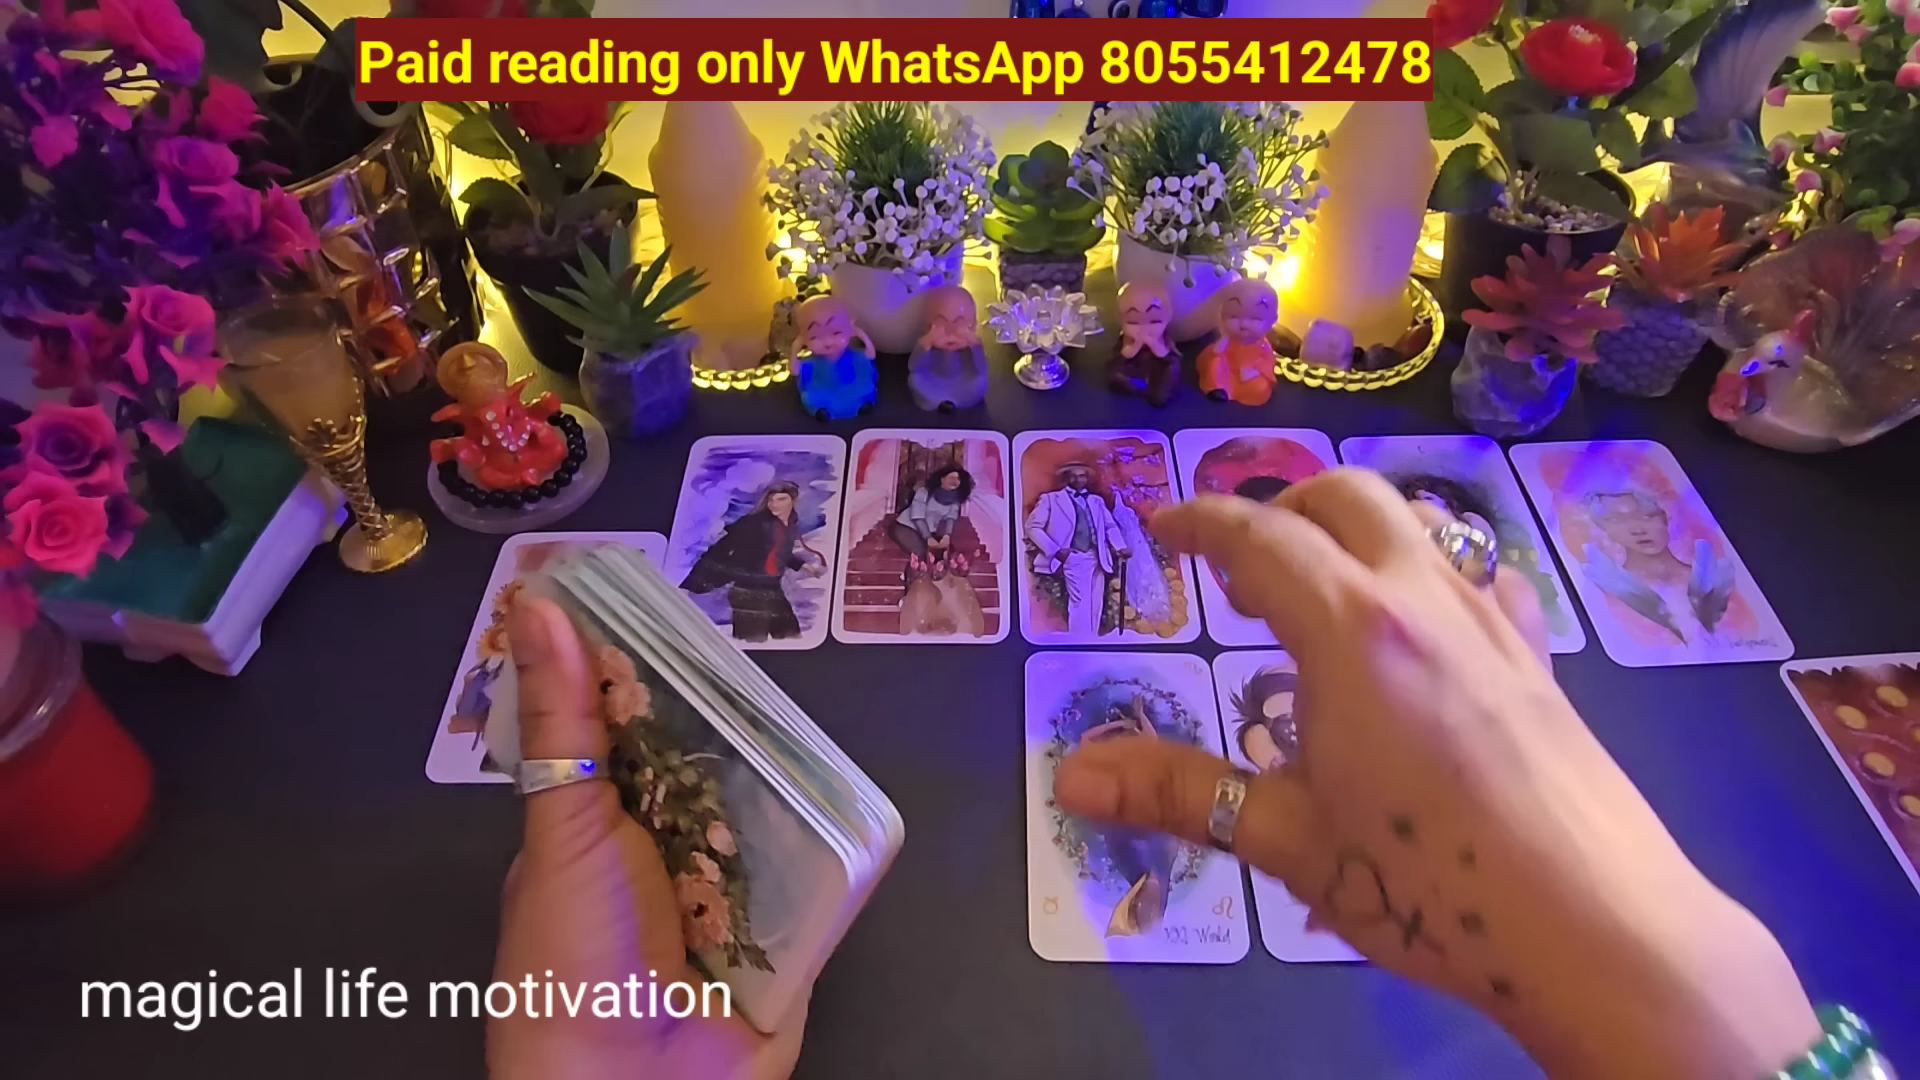 Paid reading only WhatsApp 8055412478
XXI World
magical life motivation